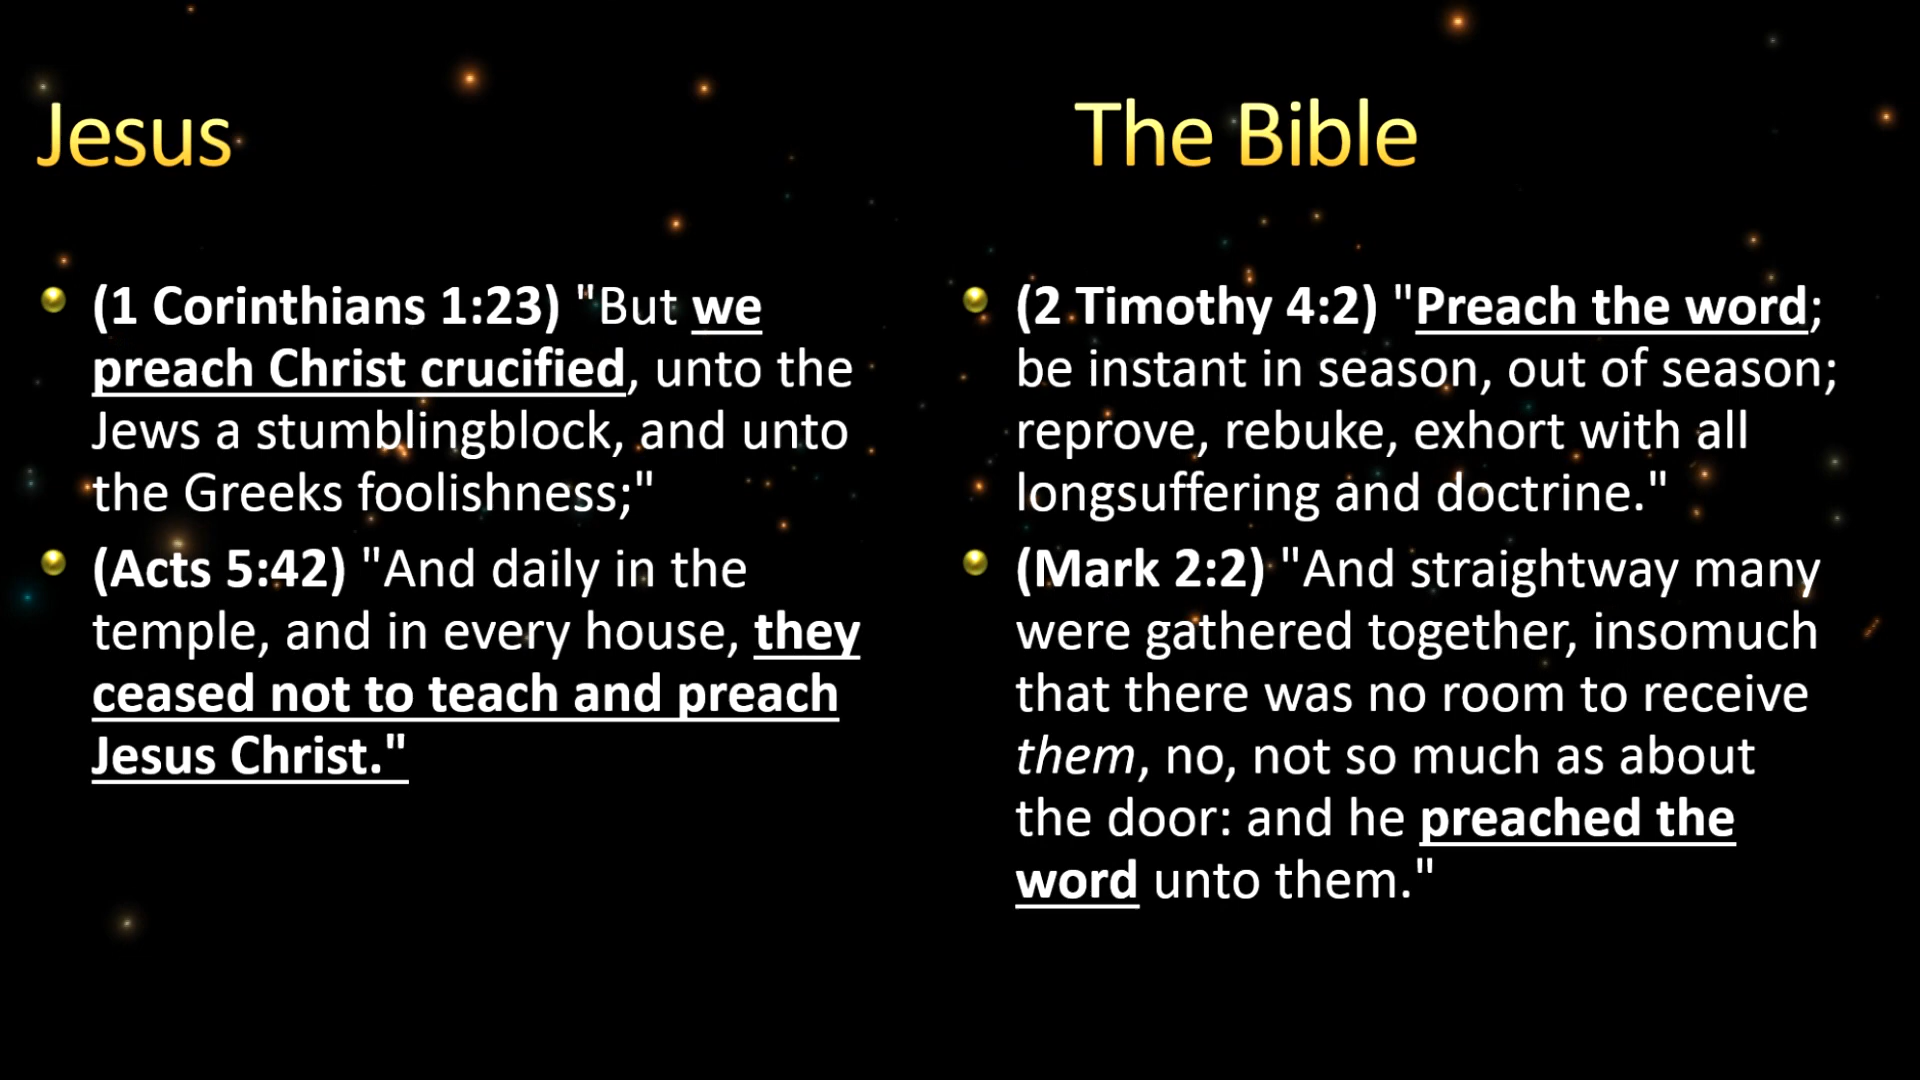 Jesus
(1 Corinthians 1:23) "But we
preach Christ crucified, unto the
Jews a stumblingblock, and unto
the Greeks foolishness;"
(Acts 5:42) "And daily in the
temple, and in every house, they
ceased not to teach and preach
Jesus Christ."
The Bible
(2 Timothy 4:2) "Preach the word;
be instant in season, out of season;
reprove, rebuke, exhort with all
longsuffering and doctrine."
(Mark 2:2) "And straightway many
were gathered together, insomuch
that there was no room to receive
them, no, not so much as about
the door: and he preached the
word unto them."